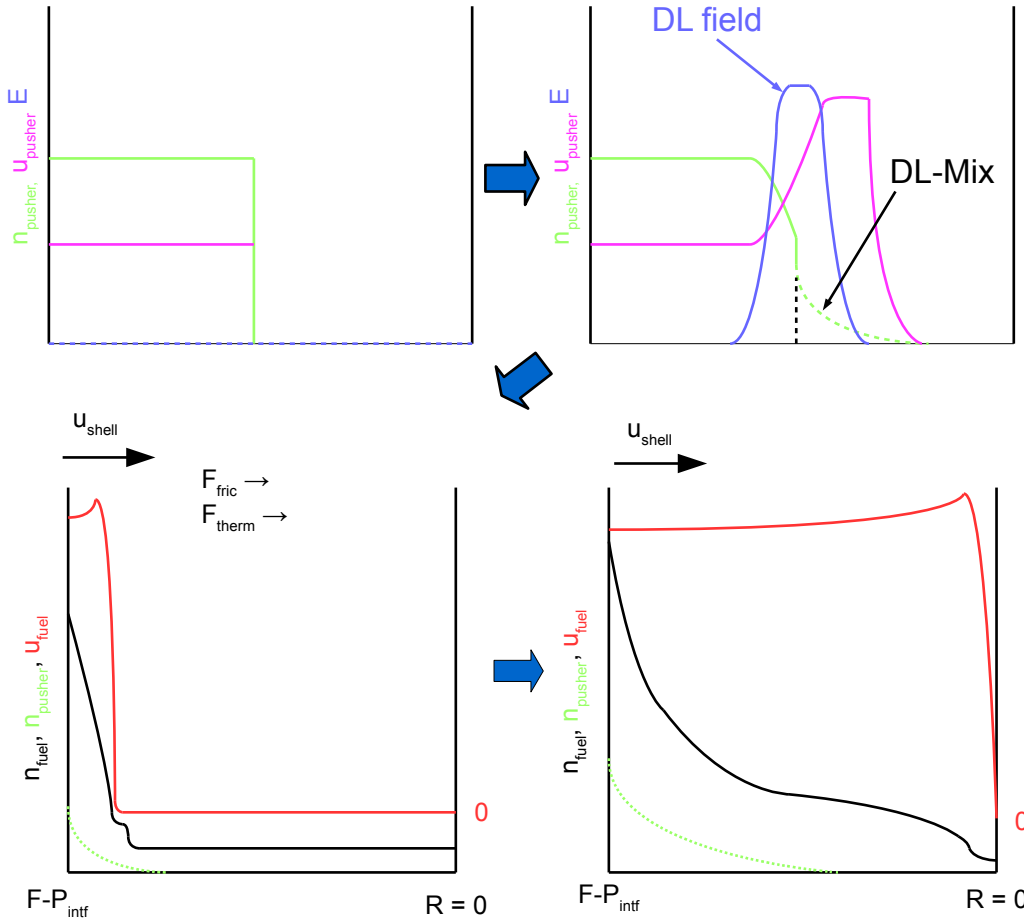 n_pusher, u_pusher E
DL field
n_pusher, u_pusher E
DL-Mix
u_shell
F_fric →
F_therm →
n_fuel, n_pusher, u_fuel
0
F-P_intf
R = 0
u_shell
n_fuel, n_pusher, u_fuel
0
F-P_intf
R = 0